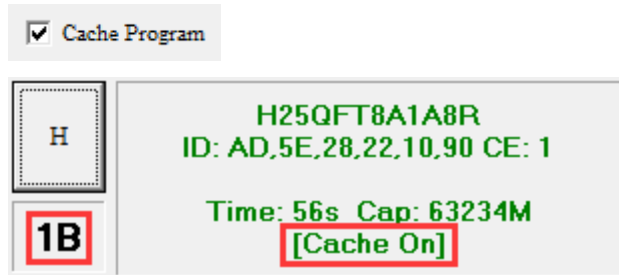 Cache Program
H
H25QFT8A1A8R
ID: AD,5E,28,22,10,90 CE: 1
Time: 56s Cap: 63234M
1B
[Cache On]